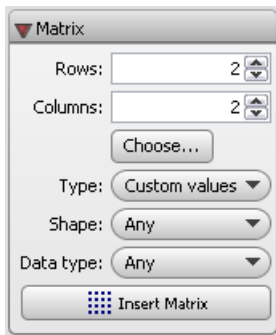 Matrix
Rows: 2
Columns: 2
Choose...
Type: Custom values
Shape: Any
Data type: Any
Insert Matrix